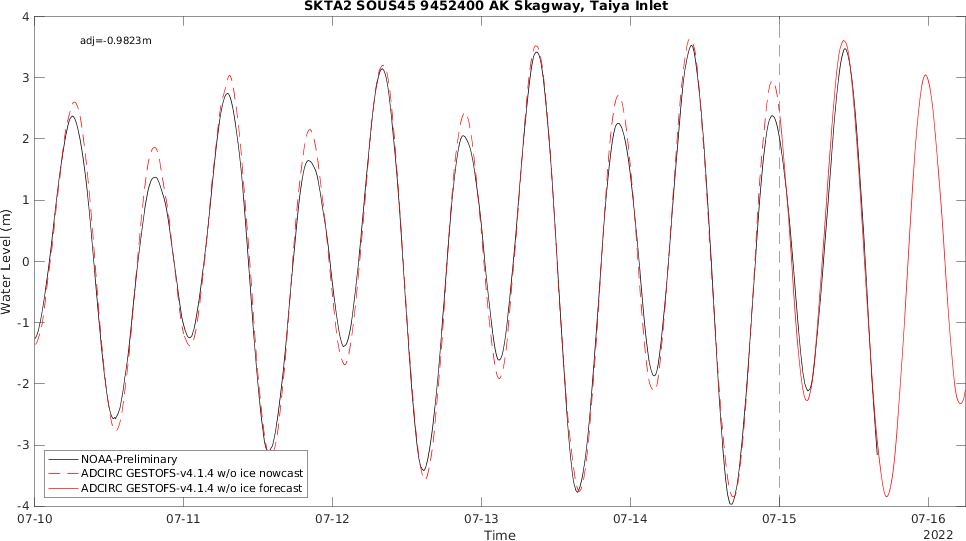 SKTA2 SOUS45 9452400 AK Skagway, Taiya Inlet
adj=-0.9823m
4
3
2
1
0
-1
-2
-3
-4
Water Level (m)
NOAA-Preliminary
ADCIRC GESTOFS-v4.1.4 w/o ice nowcast
ADCIRC GESTOFS-v4.1.4 w/o ice forecast
07-10 07-11 07-12 07-13 07-14 07-15 07-16
Time
2022